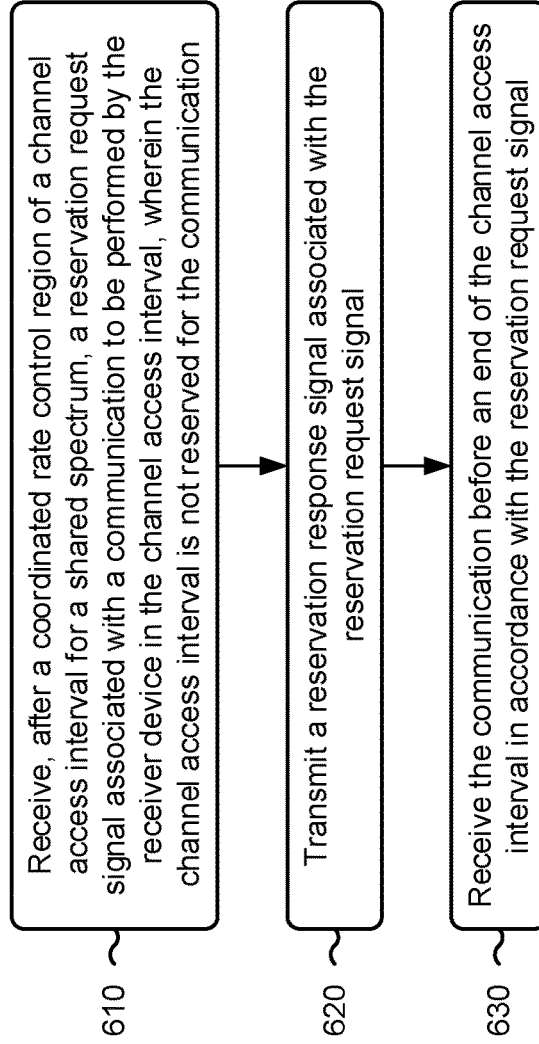 Receive, after a coordinated rate control region of a channel
access interval for a shared spectrum, a reservation request
signal associated with a communication to be performed by the
receiver device in the channel access interval, wherein the
channel access interval is not reserved for the communication
610
Transmit a reservation response signal associated with the
reservation request signal
620
Receive the communication before an end of the channel access
interval in accordance with the reservation request signal
630